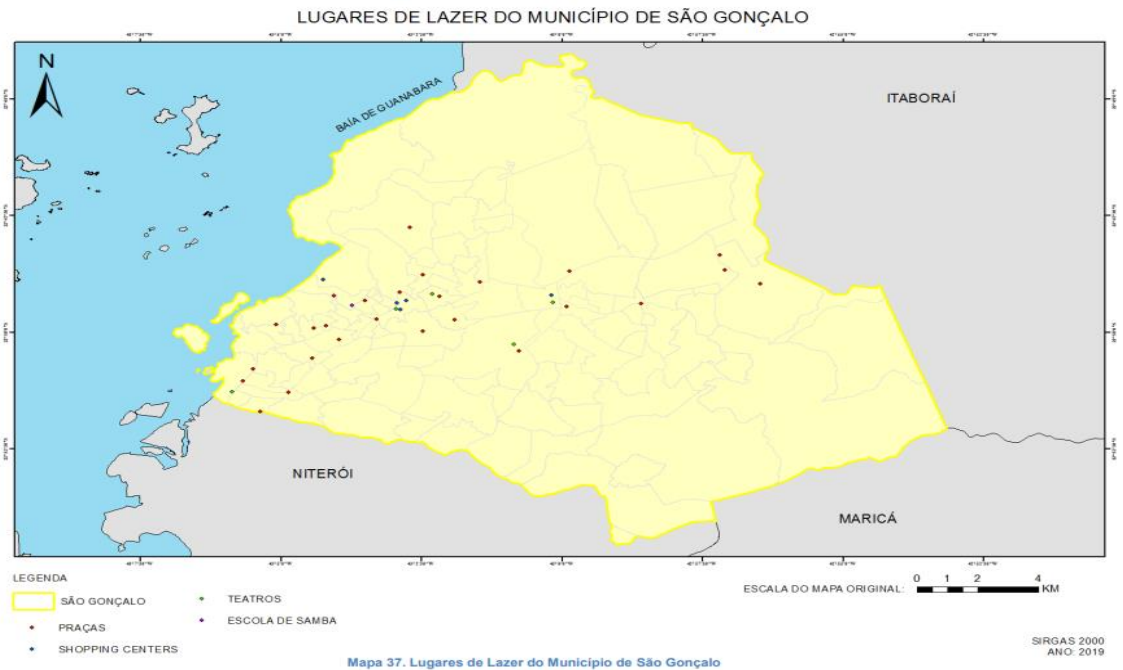 LUGARES DE LAZER DO MUNICÍPIO DE SÃO GONÇALO
N
BAÍA DE GUANABARA
ITABORAÍ
NITERÓI
MARICÁ
LEGENDA
SÃO GONÇALO
PRAÇAS
SHOPPING CENTERS
TEATROS
ESCOLA DE SAMBA
ESCALA DO MAPA ORIGINAL: 0 1 2 4
KM
SIRGAS 2000
ANO: 2019
Mapa 37. Lugares de Lazer do Município de São Gonçalo